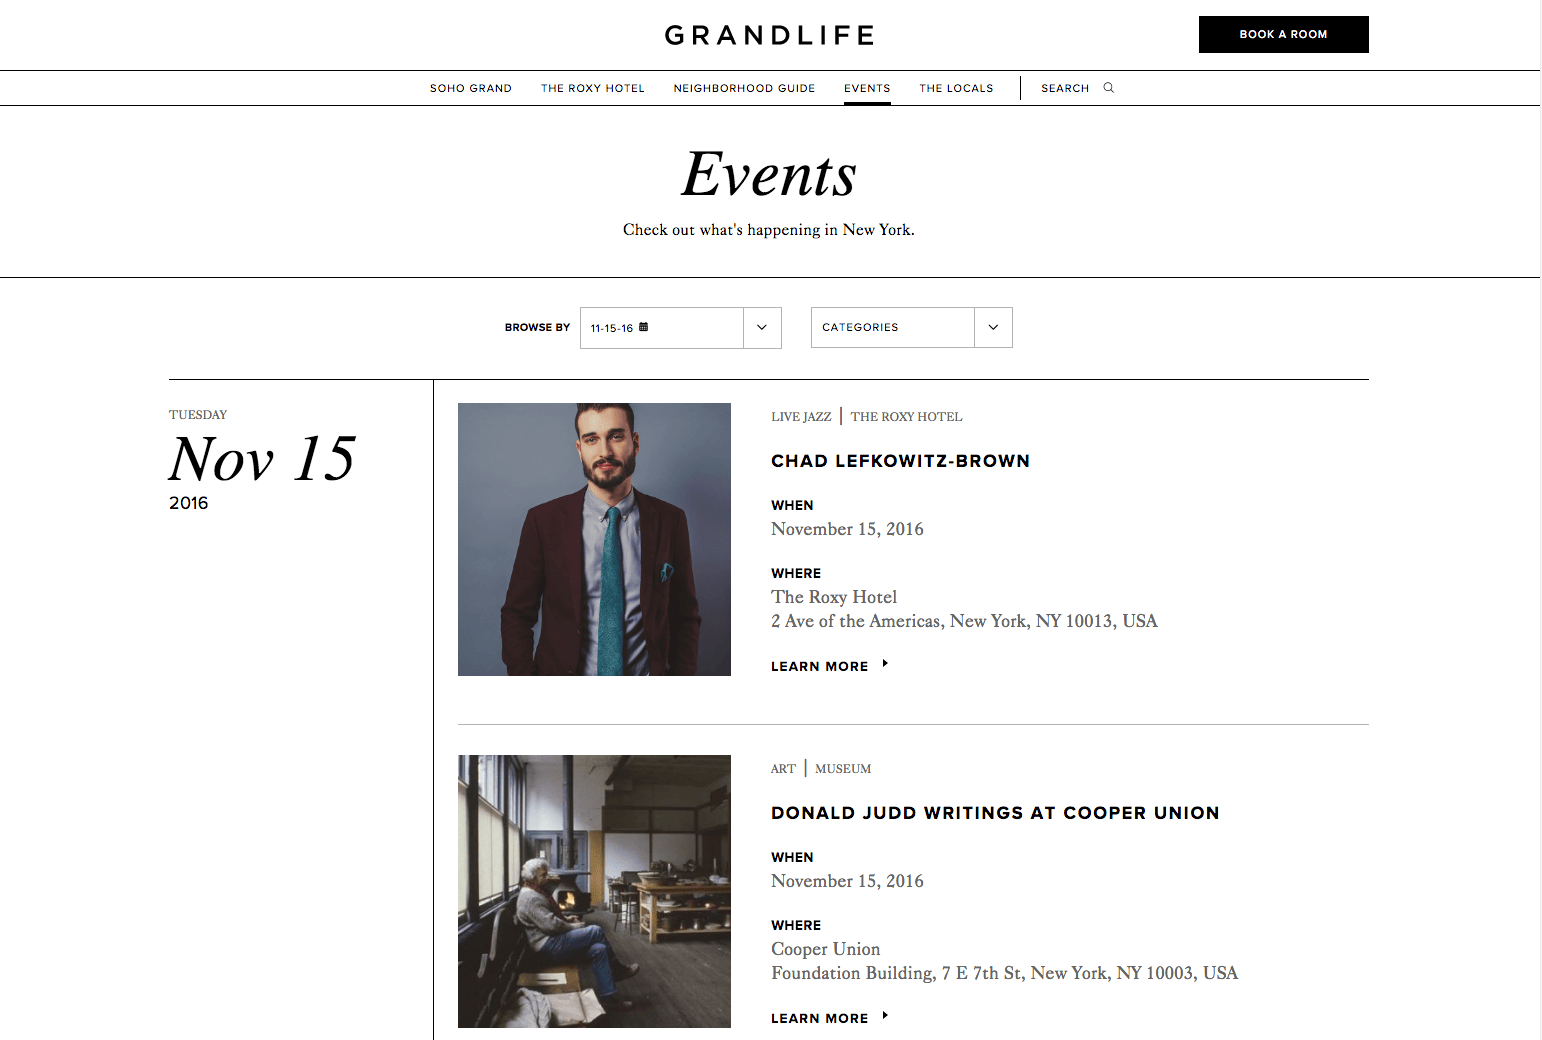 GRANDLIFE
BOOK A ROOM
SOHO GRAND THE ROXY HOTEL NEIGHBORHOOD GUIDE EVENTS THE LOCALS SEARCH
Events
Check out what's happening in New York.
BROWSE BY 11-15-16 CATEGORIES
TUESDAY
Nov 15
2016
LIVE JAZZ | THE ROXY HOTEL
CHAD LEFKOWITZ-BROWN
WHEN
November 15, 2016
WHERE
The Roxy Hotel
2 Ave of the Americas, New York, NY 10013, USA
LEARN MORE
ART | MUSEUM
DONALD JUDD WRITINGS AT COOPER UNION
WHEN
November 15, 2016
WHERE
Cooper Union
Foundation Building, 7 E 7th St, New York, NY 10003, USA
LEARN MORE